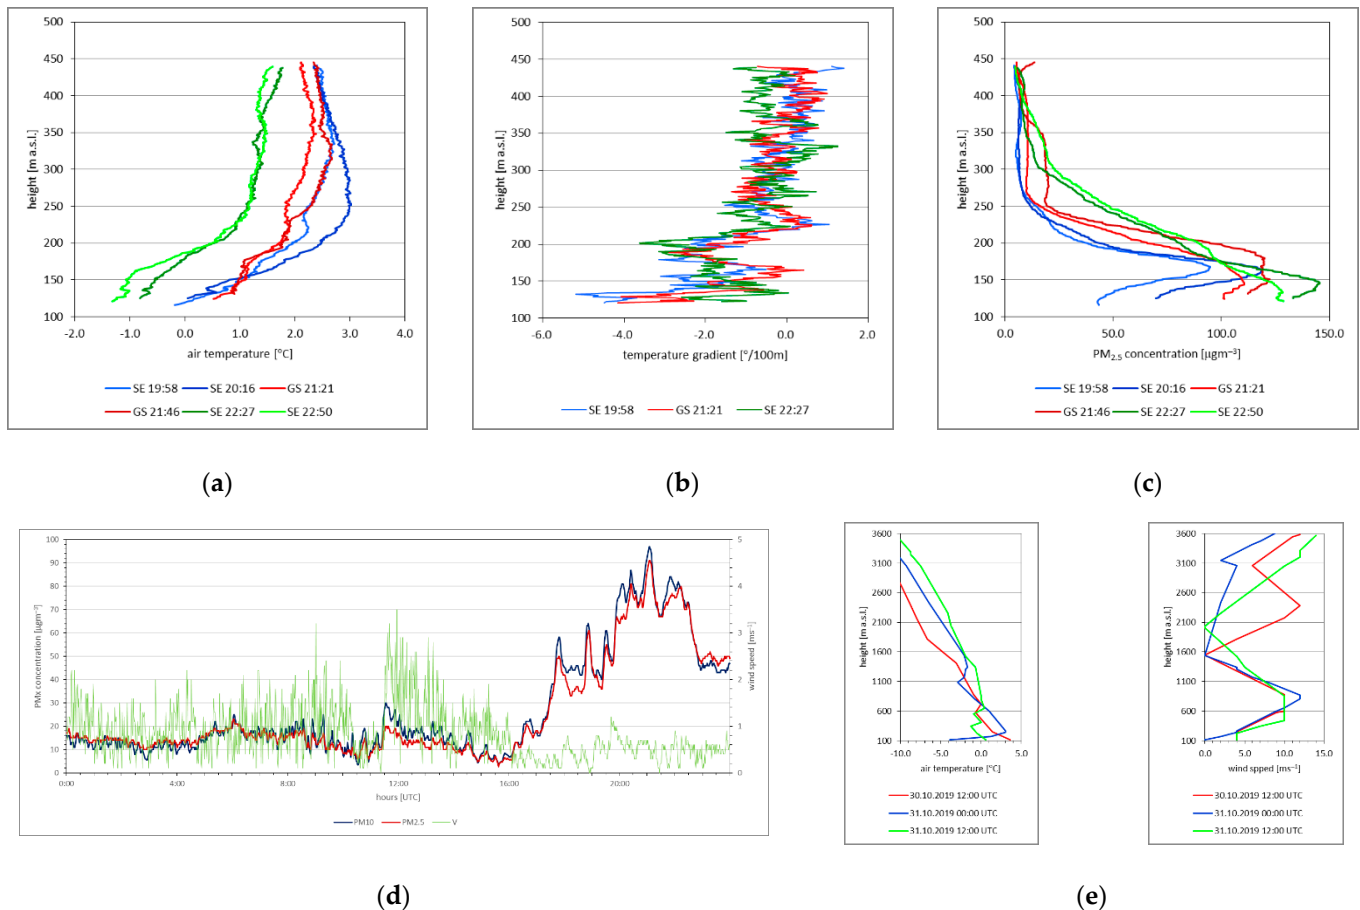 500
450
400
350
300
250
200
150
100
height [m a.s.l.]
-2.0 -1.0 0.0 1.0 2.0 3.0 4.0
air temperature [°C]
SE 19:58 SE 20:16 GS 21:21
GS 21:46 SE 22:27 SE 22:50
(a)
500
450
400
350
300
250
200
150
100
height [m a.s.l.]
-6.0 -4.0 -2.0 0.0 2.0
temperature gradient [°/100m]
SE 19:58 GS 21:21 SE 22:27
(b)
500
450
400
350
300
250
200
150
100
height [m a.s.l.]
0.0 50.0 100.0 150.0
PM2.5 concentration [µgm⁻³]
SE 19:58 SE 20:16 GS 21:21
GS 21:46 SE 22:27 SE 22:50
(c)
100
90
80
70
60
50
40
30
20
10
0
PMx concentration [µgm⁻³]
5
4
3
2
1
0
wind speed [ms⁻¹]
0:00 4:00 8:00 12:00 16:00 20:00
hours [UTC]
PM10 PM2.5 V
(d)
3600
3100
2600
2100
1600
1100
600
100
height [m a.s.l.]
-10.0 -5.0 0.0 5.0
air temperature [°C]
30.10.2019 12:00 UTC
31.10.2019 00:00 UTC
31.10.2019 12:00 UTC
3600
3100
2600
2100
1600
1100
600
100
height [m a.s.l.]
0.0 5.0 10.0 15.0
wind spped [ms⁻¹]
30.10.2019 12:00 UTC
31.10.2019 00:00 UTC
31.10.2019 12:00 UTC
(e)